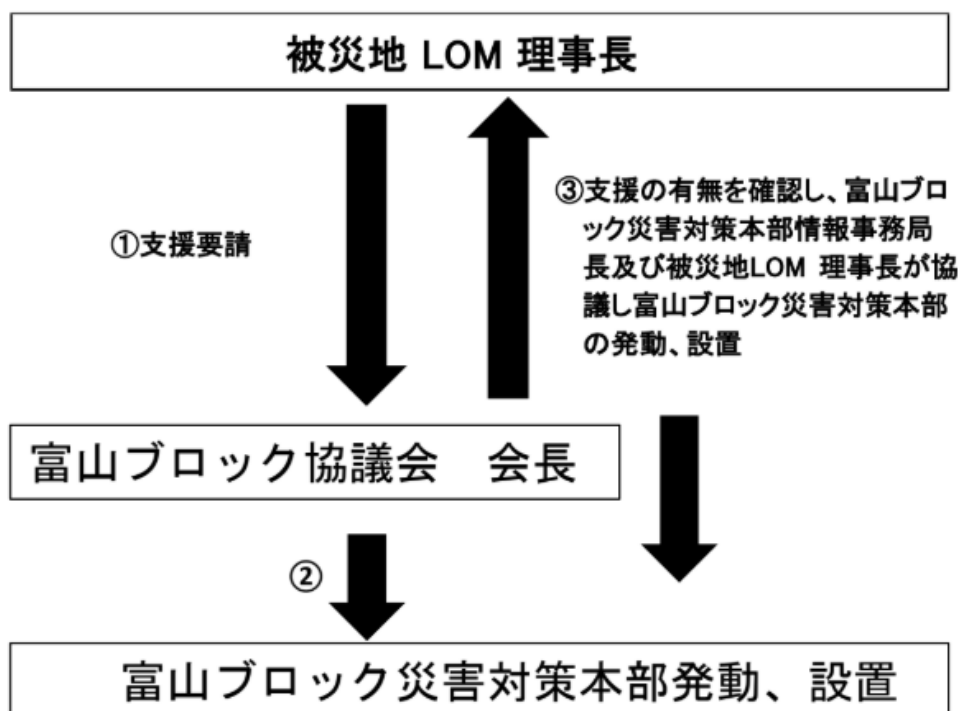 被災地 LOM 理事長
①支援要請
③支援の有無を確認し、富山ブロ
ック災害対策本部情報事務局
長及び被災地LOM 理事長が協
議し富山ブロック災害対策本部
の発動、設置
富山ブロック協議会　会長
②
富山ブロック災害対策本部発動、設置